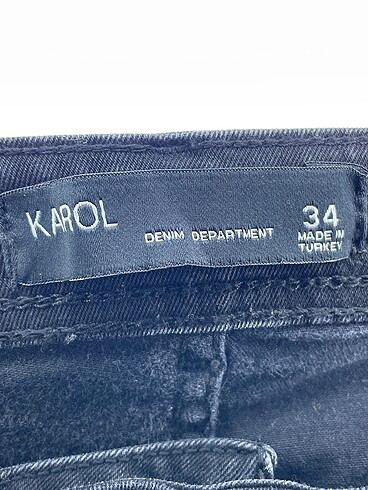 KAROL
DENIM DEPARTMENT
34
MADE IN
TURKEY